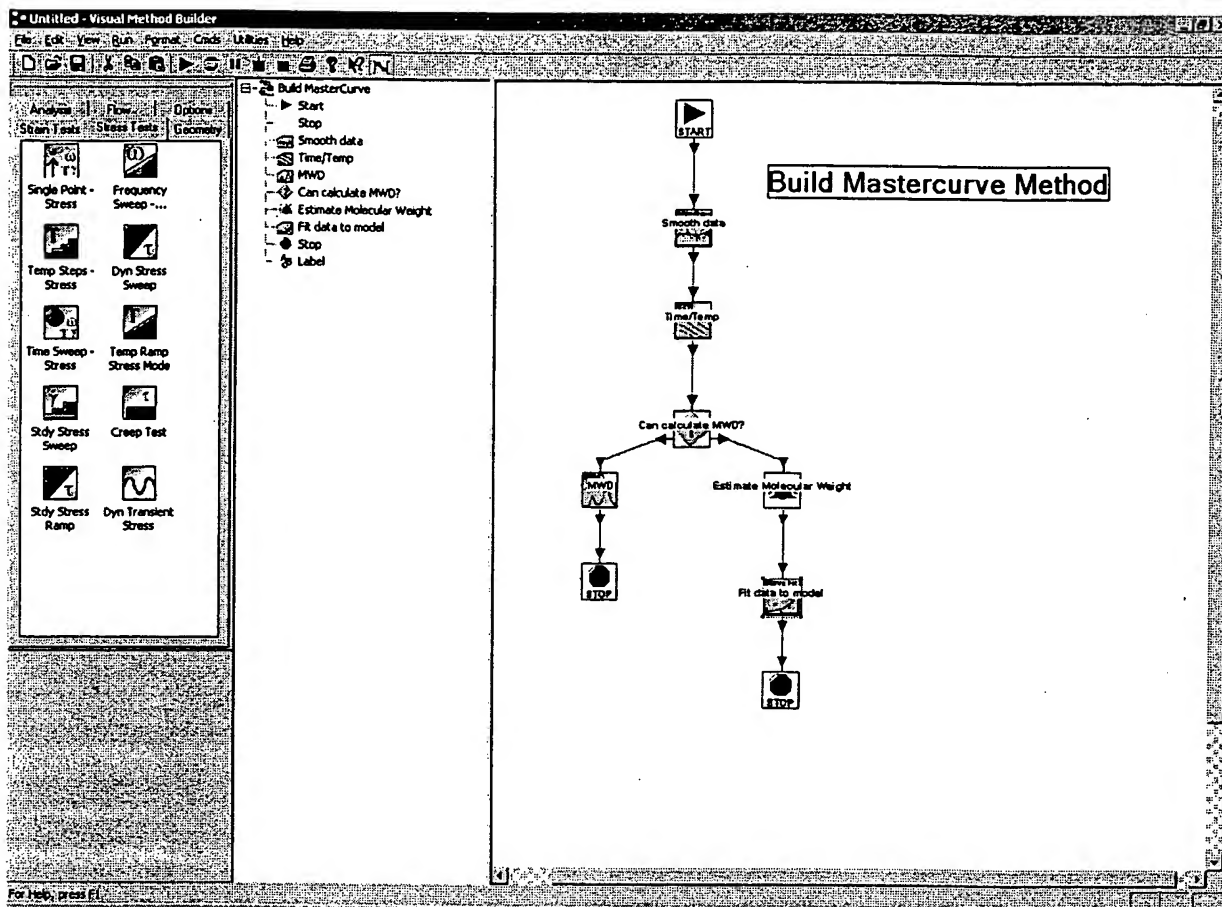 Untitled - Visual Method Builder
File Edit View Run Format Cmds Utilities Help
Analysis Flow Options
Strain Tests Stress Tests Geometry
Single Point - Stress
Frequency Sweep -...
Temp Steps - Stress
Dyn Stress Sweep
Time Sweep - Stress
Temp Ramp Stress Mode
Stdy Stress Sweep
Creep Test
Stdy Stress Ramp
Dyn Transient Stress
Build MasterCurve
Start
Stop
Smooth data
Time/Temp
MWD
Can calculate MWD?
Estimate Molecular Weight
Fit data to model
Stop
Label
START
Build Mastercurve Method
Smooth data
Time/Temp
Can calculate MWD?
MWD
Estimate Molecular Weight
STOP
Fit data to model
STOP
For Help, press F1